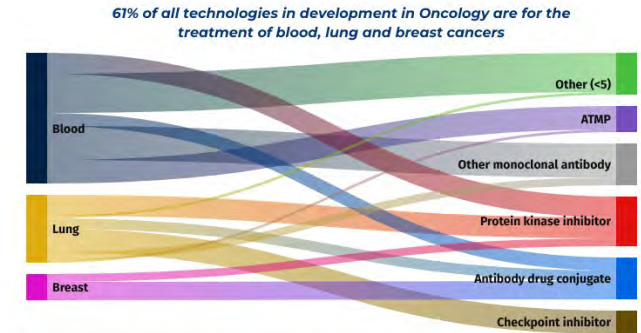 61% of all technologies in development in Oncology are for the
treatment of blood, lung and breast cancers
Other (<5)
ATMP
Blood
Other monoclonal antibody
Protein kinase inhibitor
Lung
Antibody drug conjugate
Breast
Checkpoint inhibitor